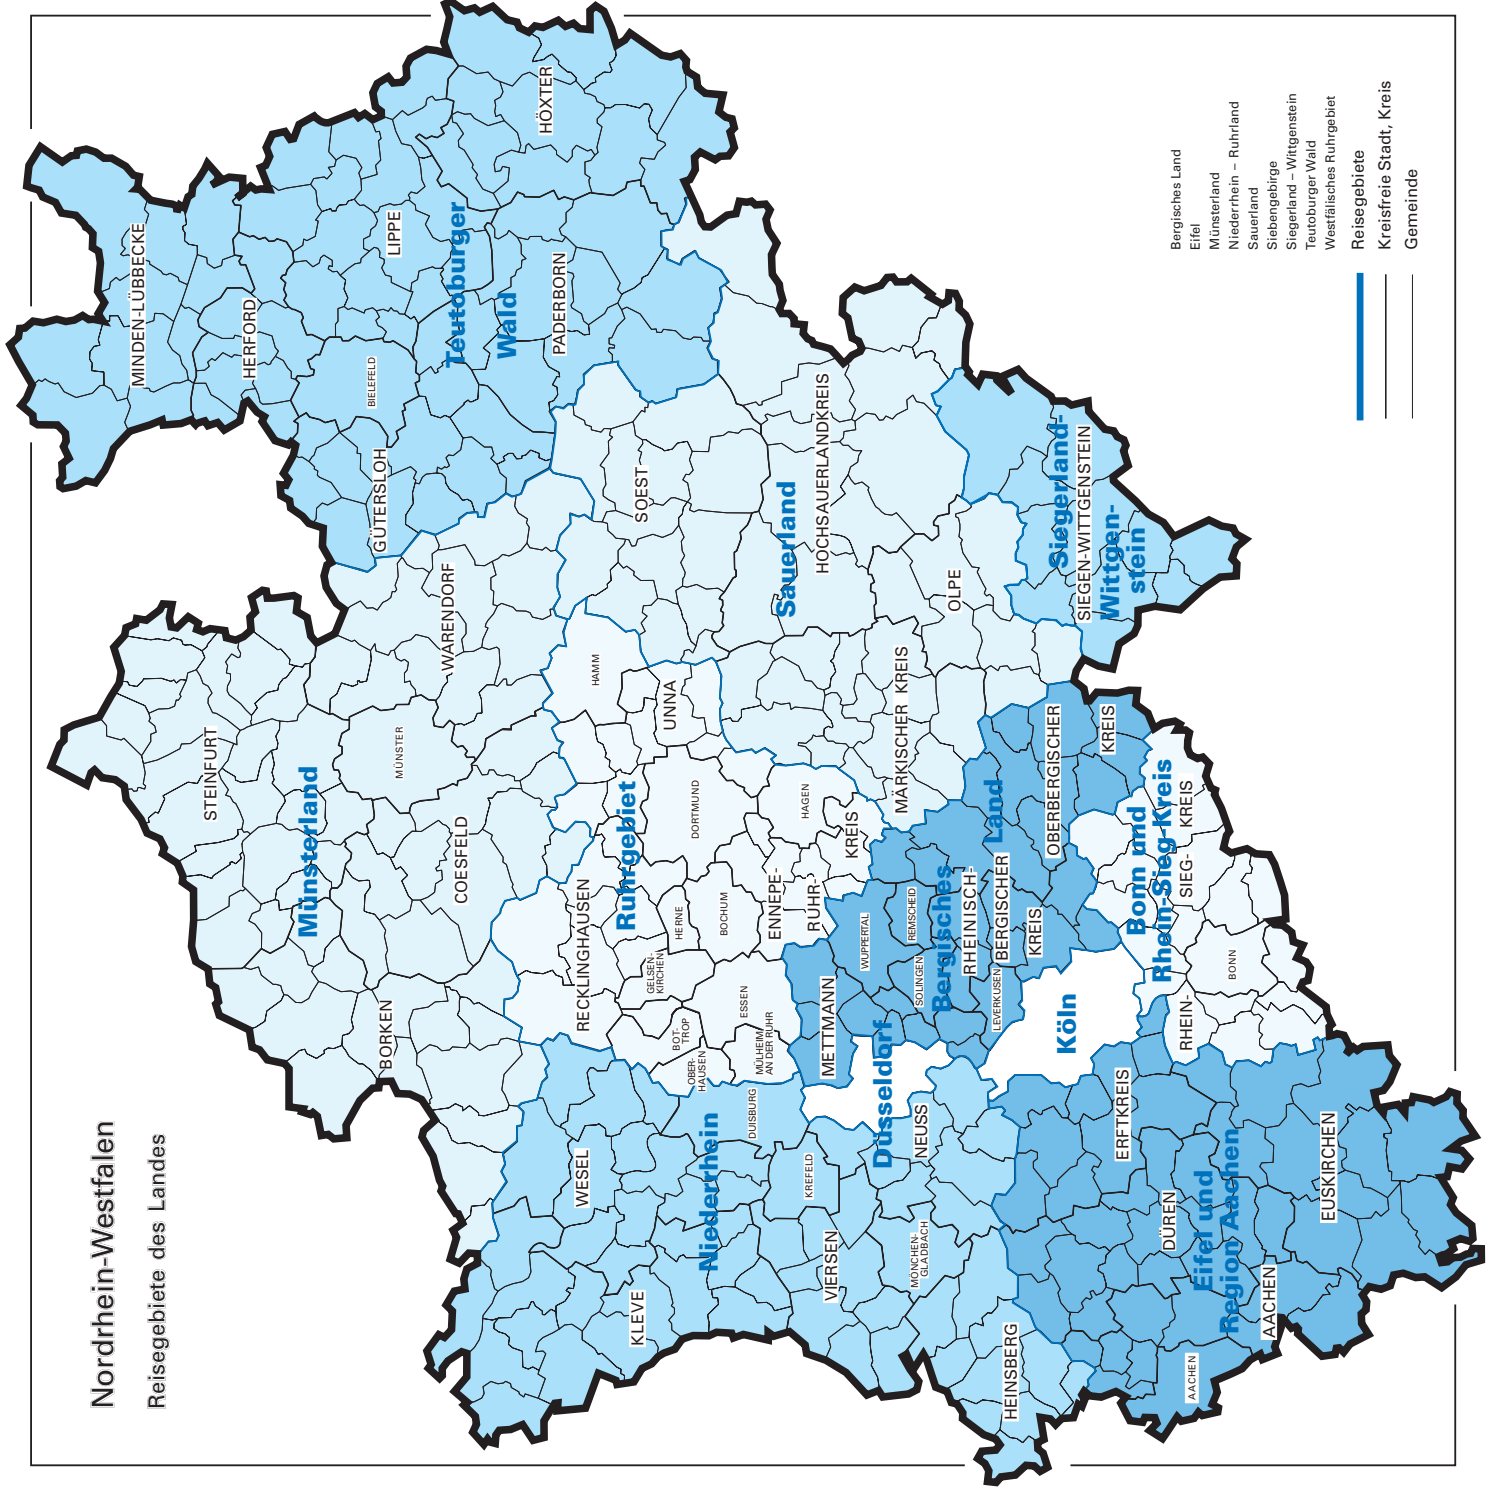 Nordrhein-Westfalen
Reisegebiete des Landes
STEINFURT
Münsterland
BORKEN
MÜNSTER
COESFELD
WARENDORF
MINDEN-LÜBBECKE
HERFORD
BIELEFELD
GÜTERSLOH
LIPPE
Teutoburger
Wald
HÖXTER
PADERBORN
KLEVE
WESEL
Niederrhein
DUISBURG
KREFELD
VIERSEN
MÖNCHEN-
GLADBACH
NEUSS
HEINSBERG
RECKLINGHAUSEN
Ruhrgebiet
BOT-
TROP
OBER-
HAUSEN
GELSEN-
KIRCHEN
HERNE
BOCHUM
ESSEN
MÜLHEIM
AN DER RUHR
DORTMUND
HAMM
UNNA
HAGEN
ENNEPE-
RUHR-
KREIS
SOEST
Sauerland
HOCHSAUERLANDKREIS
MÄRKISCHER KREIS
OLPE
Siegerland-
SIEGEN-WITTGENSTEIN
Wittgen-
stein
Düsseldorf
METTMANN
WUPPERTAL
REMSCHEID
SOLINGEN
Bergisches
Land
RHEINISCH-
BERGISCHER
KREIS
LEVERKUSEN
OBERBERGISCHER
KREIS
Köln
Bonn und
Rhein-Sieg-Kreis
RHEIN-
SIEG-
KREIS
BONN
ERFTKREIS
DÜREN
Eifel und
Region Aachen
AACHEN
AACHEN
EUSKIRCHEN
Bergisches Land
Eifel
Münsterland
Niederrhein – Ruhrland
Sauerland
Siebengebirge
Siegerland – Wittgenstein
Teutoburger Wald
Westfälisches Ruhrgebiet
Reisegebiete
Kreisfreie Stadt, Kreis
Gemeinde